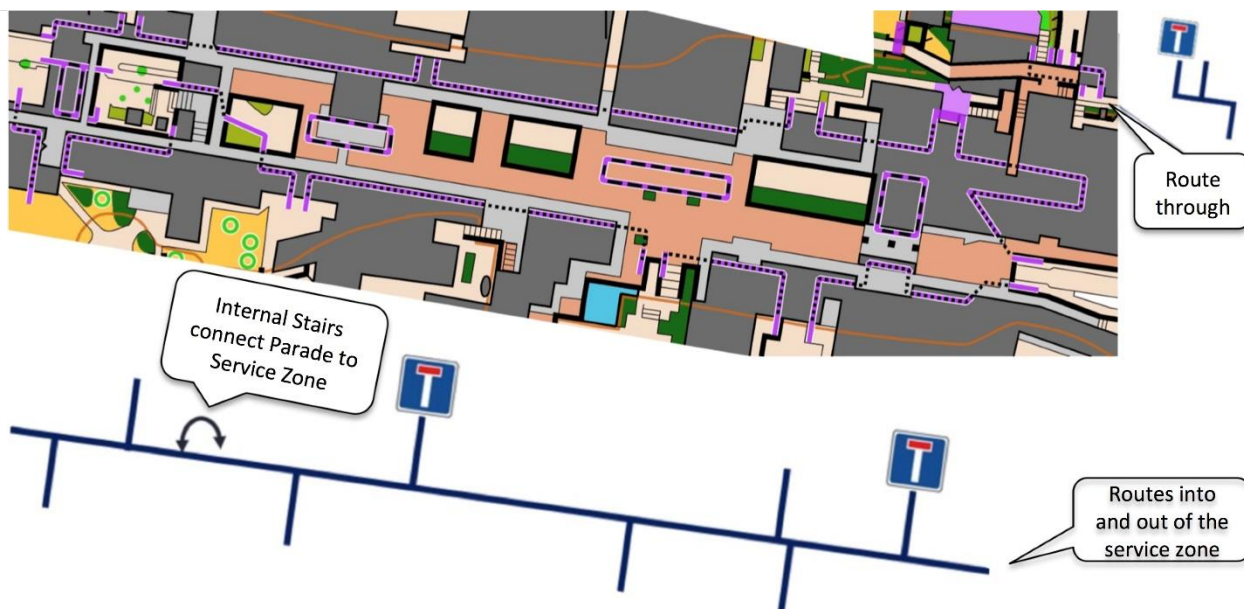 Route
through
Internal Stairs
connect Parade to
Service Zone
Routes into
and out of the
service zone